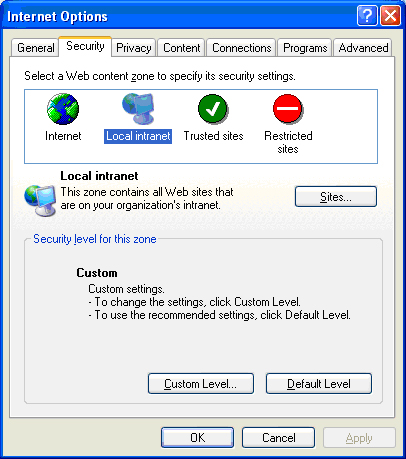 Internet Options
?
General Security Privacy Content Connections Programs Advanced
Select a Web content zone to specify its security settings.
Internet
Local intranet
Trusted sites
Restricted
sites
Local intranet
This zone contains all Web sites that
are on your organization's intranet.
Sites...
Security level for this zone
Custom
Custom settings.
- To change the settings, click Custom Level.
- To use the recommended settings, click Default Level.
Custom Level... Default Level
OK Cancel Apply